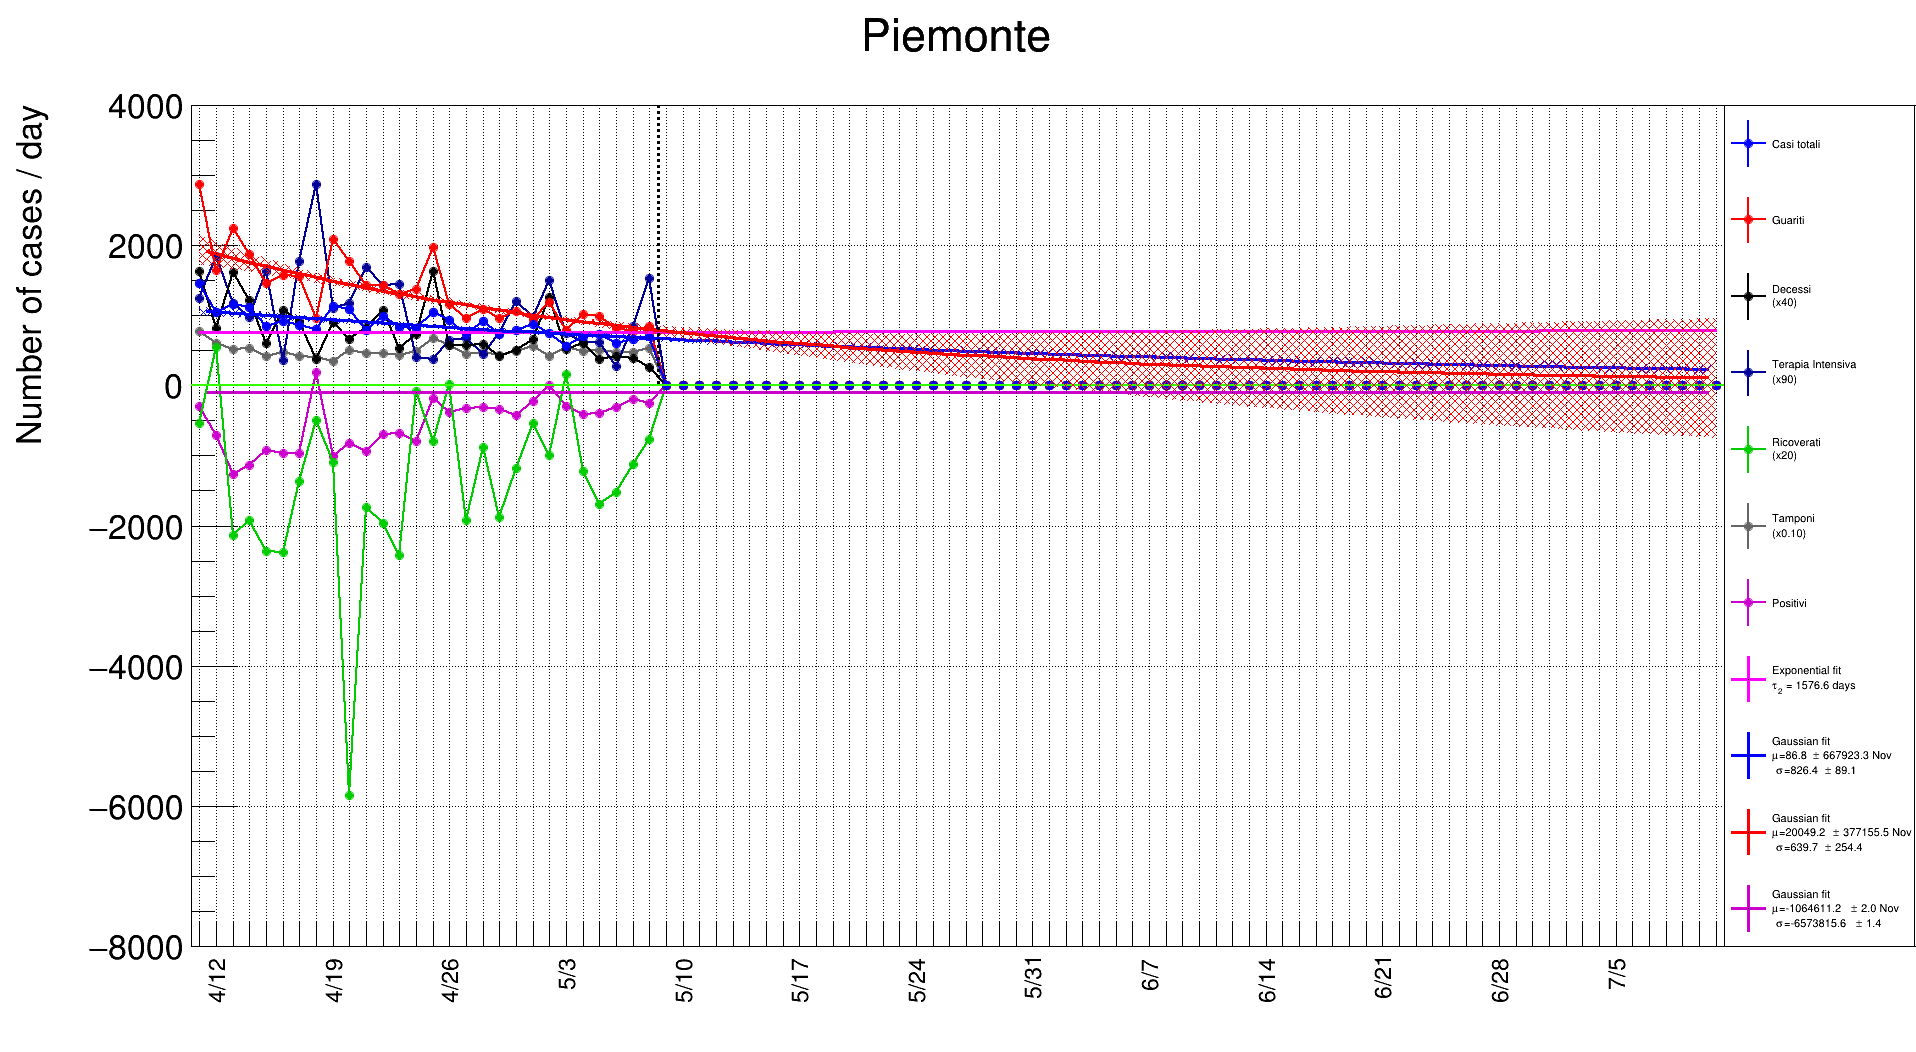 Piemonte
Number of cases / day
4000
2000
0
−2000
−4000
−6000
−8000
4/12
4/19
4/26
5/3
5/10
5/17
5/24
5/31
6/7
6/14
6/21
6/28
7/5
Casi totali
Guariti
Decessi
(x40)
Terapia Intensiva
(x90)
Ricoverati
(x20)
Tamponi
(x0.10)
Positivi
Exponential fit
τ2 = 1576.6 days
Gaussian fit
μ=86.8 ± 667923.3 Nov
σ=826.4 ± 89.1
Gaussian fit
μ=20049.2 ± 377155.5 Nov
σ=639.7 ± 254.4
Gaussian fit
μ=-1064611.2 ± 2.0 Nov
σ=-6573815.6 ± 1.4